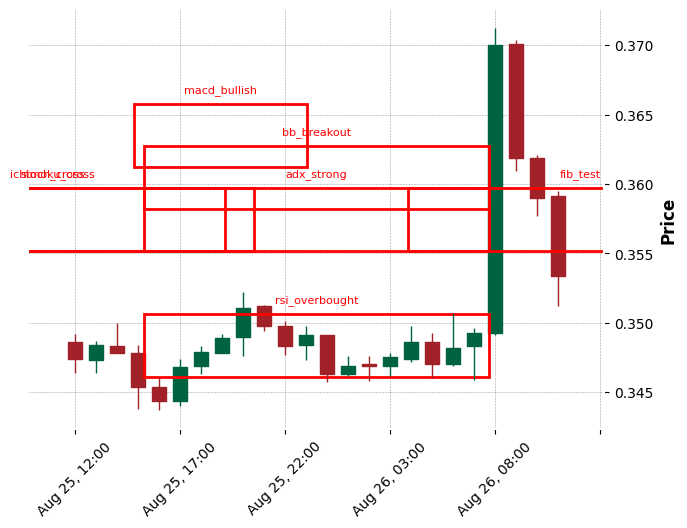 macd_bullish
bb_breakout
adx_strong
fib_test
rsi_overbought
0.370
0.365
0.360
0.355
0.350
0.345
Price
Aug 25, 12:00
Aug 25, 17:00
Aug 25, 22:00
Aug 26, 03:00
Aug 26, 08:00